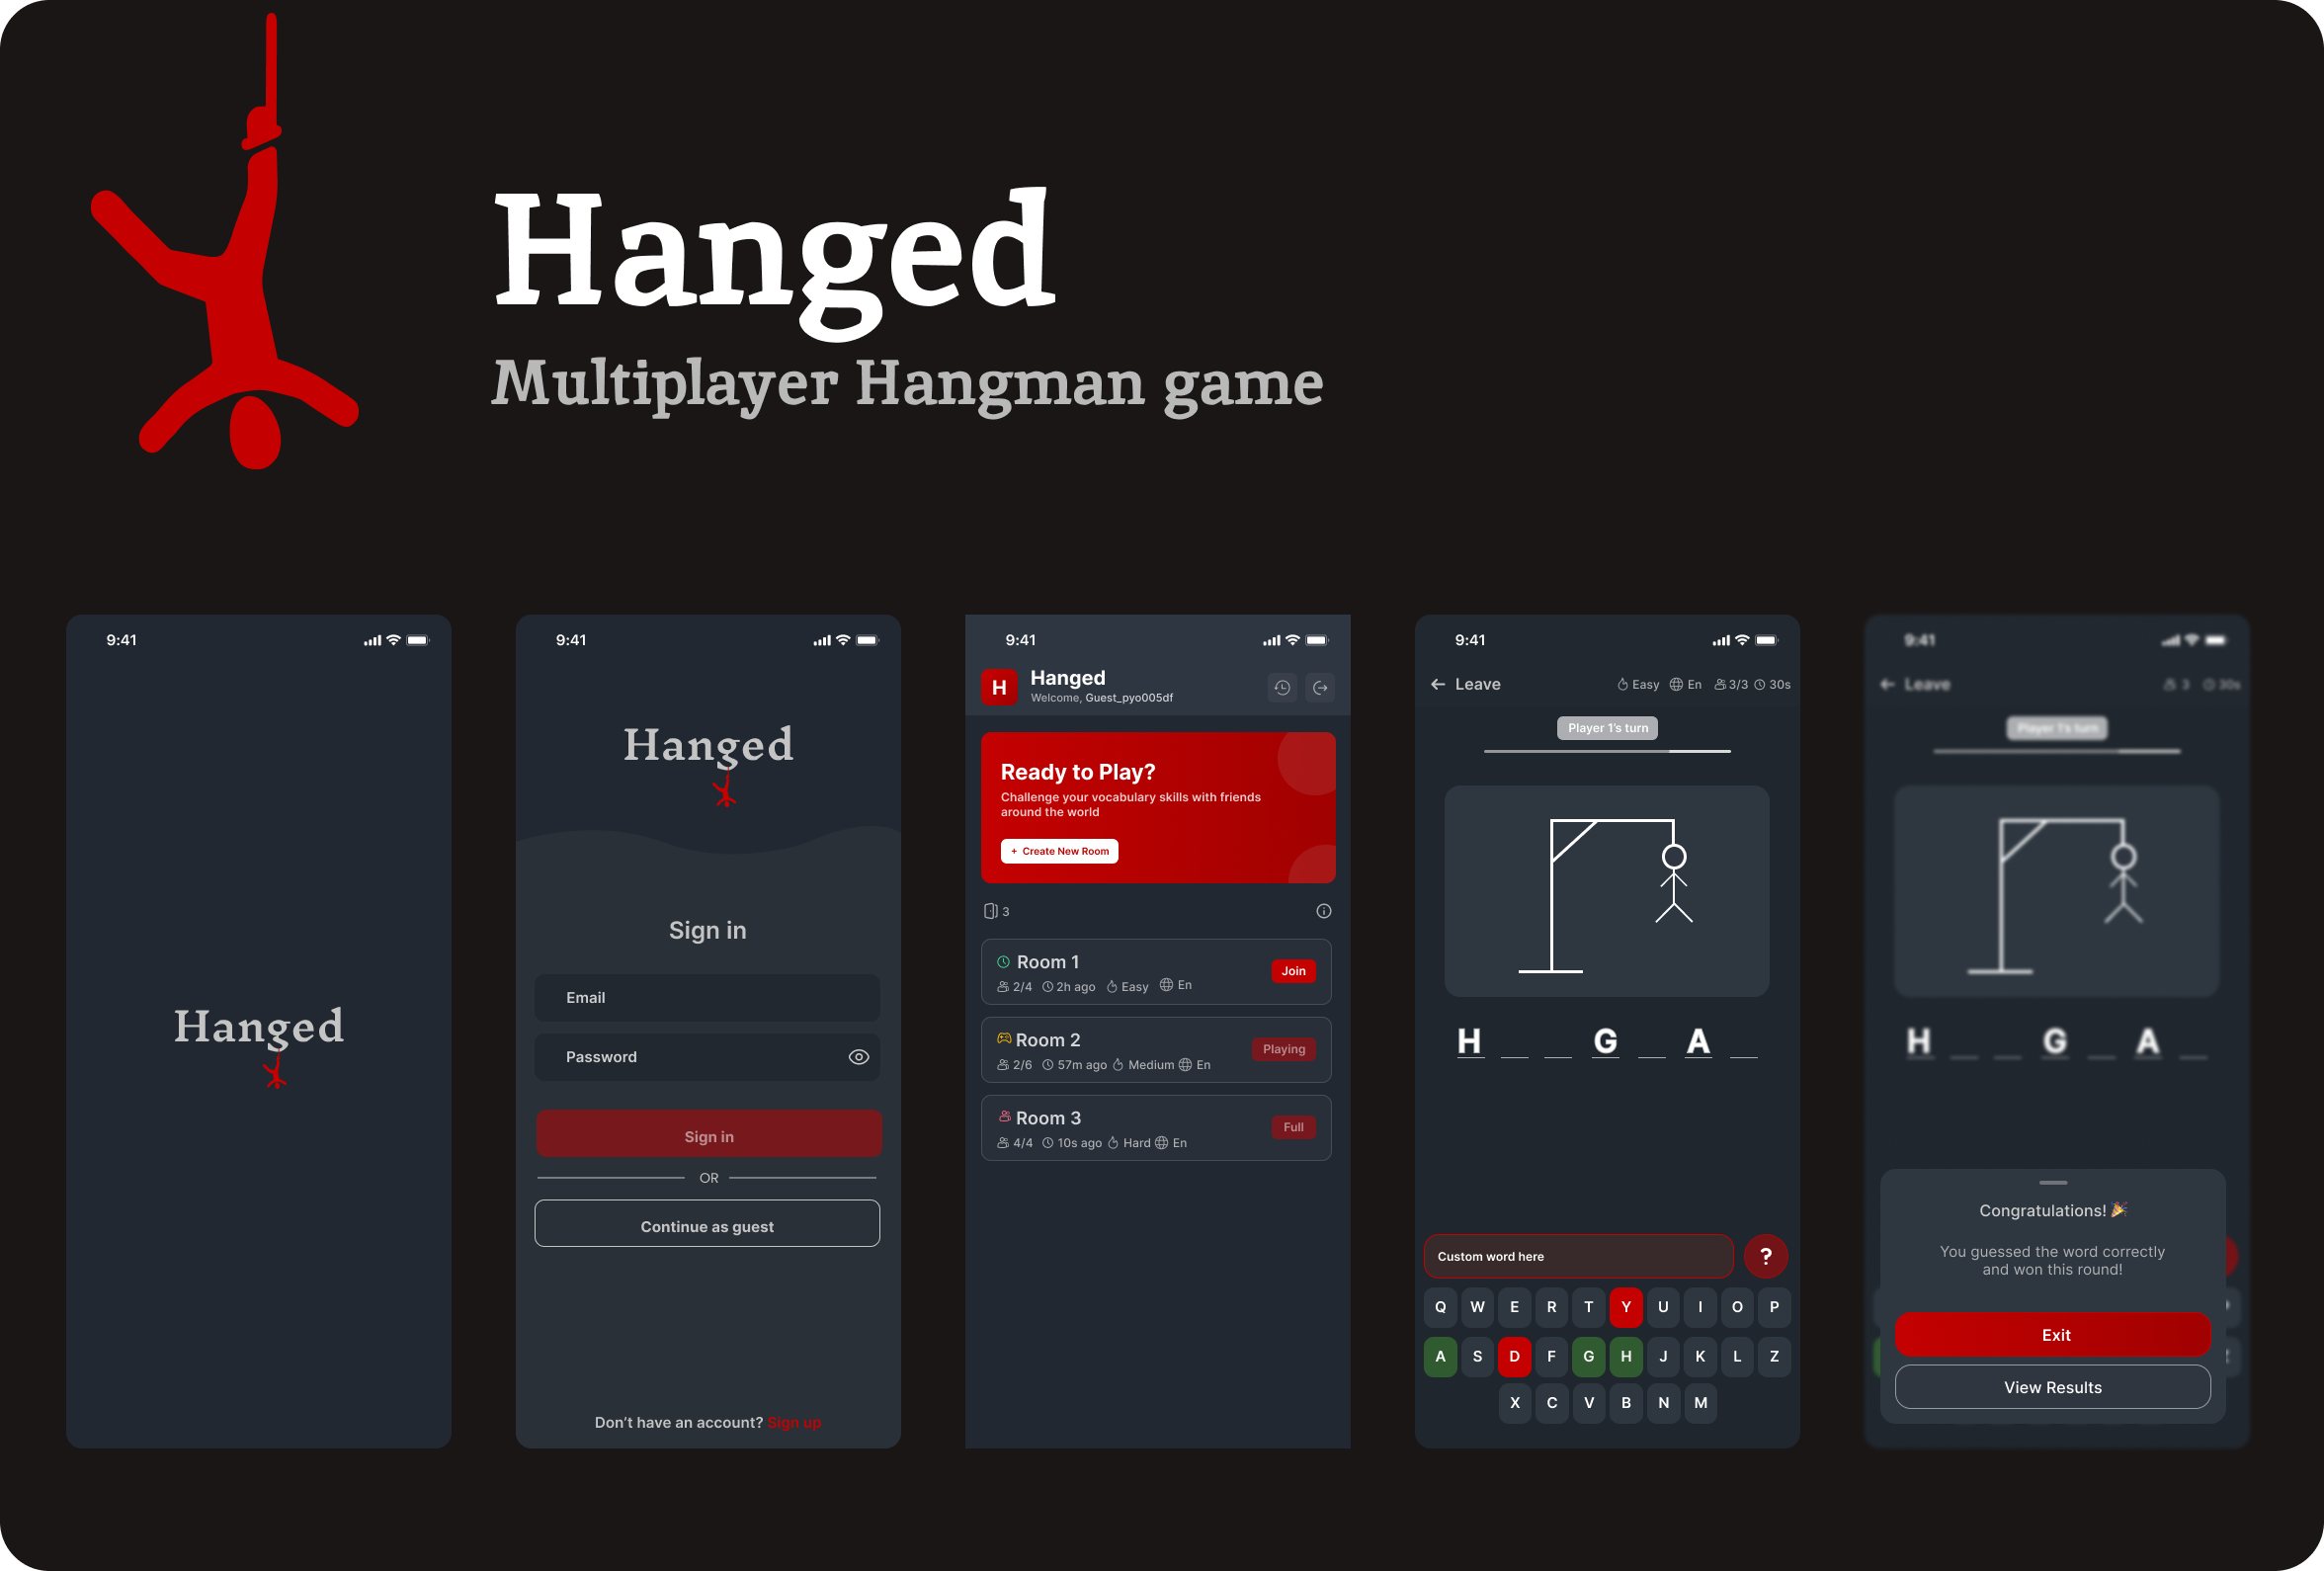 Hanged
Multiplayer Hangman game
9:41
Hanged
9:41
Hanged
Sign in
Email
Password
Sign in
OR
Continue as guest
Don't have an account? Sign up
9:41
H
Hanged
Welcome, Guest_pyo005df
Ready to Play?
Challenge your vocabulary skills with friends
around the world
+ Create New Room
3
Room 1
2/4 2h ago Easy En
Join
Room 2
2/6 57m ago Medium En
Playing
Room 3
4/4 10s ago Hard En
Full
9:41
← Leave Easy En 3/3 30s
Player 1's turn
H _ _ G _ A _
Custom word here ?
Q W E R T Y U I O P
A S D F G H J K L Z
X C V B N M
9:41
← Leave 3 30s
Player 1's turn
H _ _ G _ A _
Congratulations! 🎉
You guessed the word correctly
and won this round!
Exit
View Results